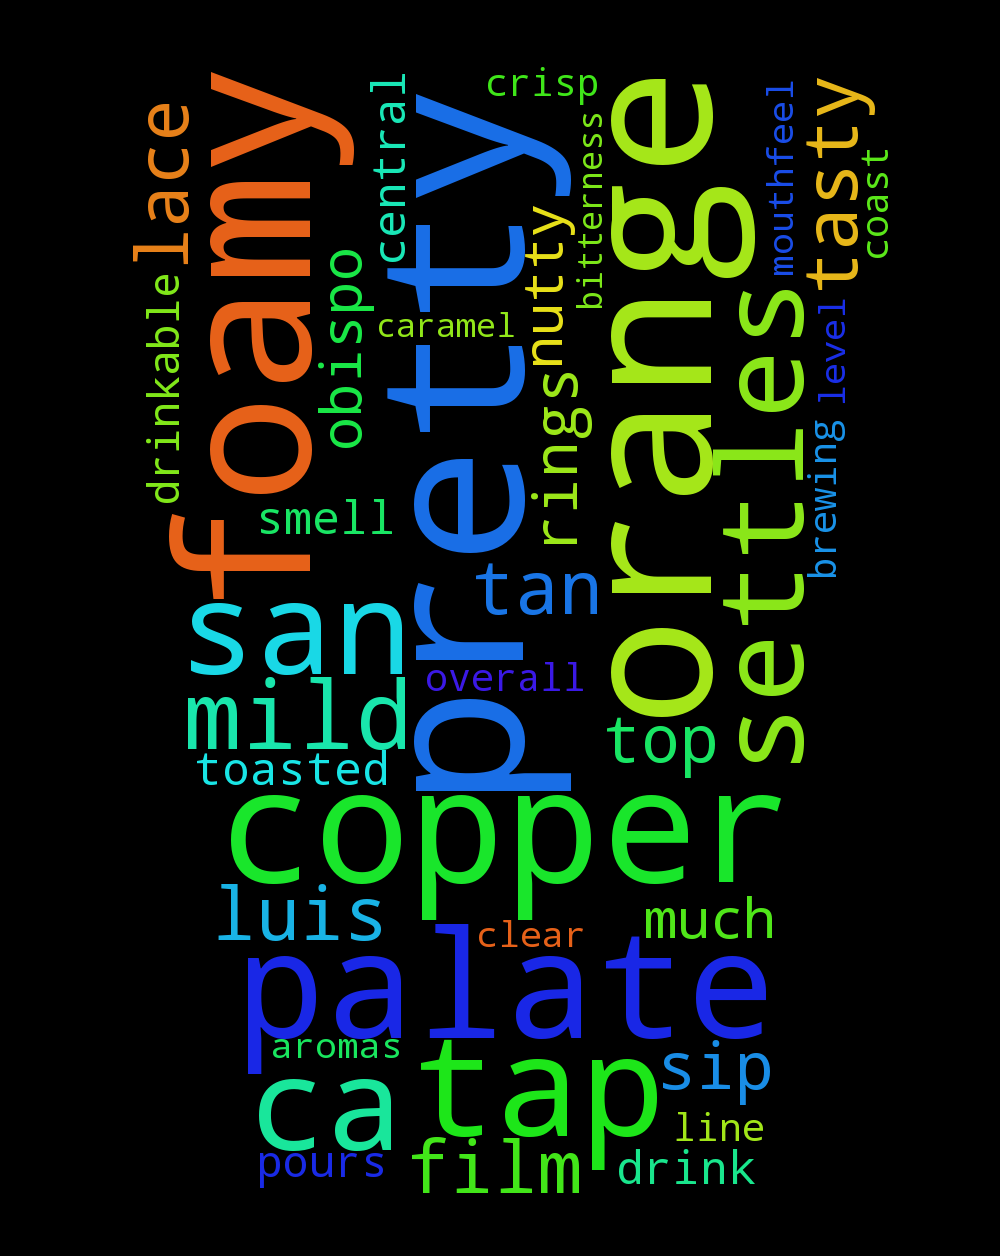 crisp
lace
foamy
central
pretty
orange
mouthfeel
tasty
coast
bitterness
nutty
obispo
drinkable
caramel
settles
level
rings
brewing
smell
tan
san
overall
mild
top
toasted
copper
luis
much
clear
palate
aromas
ca
tap
sip
line
pours
film
drink